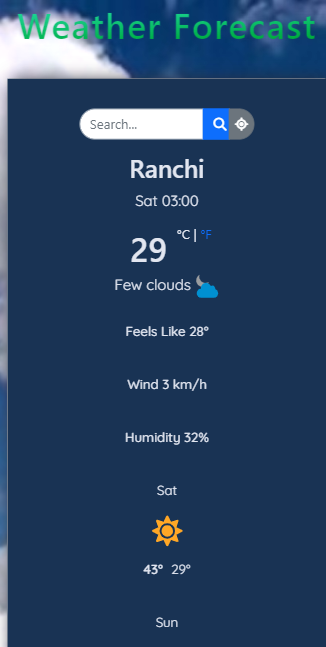 Weather Forecast
Search...
Ranchi
Sat 03:00
29 °C | °F
Few clouds
Feels Like 28°
Wind 3 km/h
Humidity 32%
Sat
43° 29°
Sun